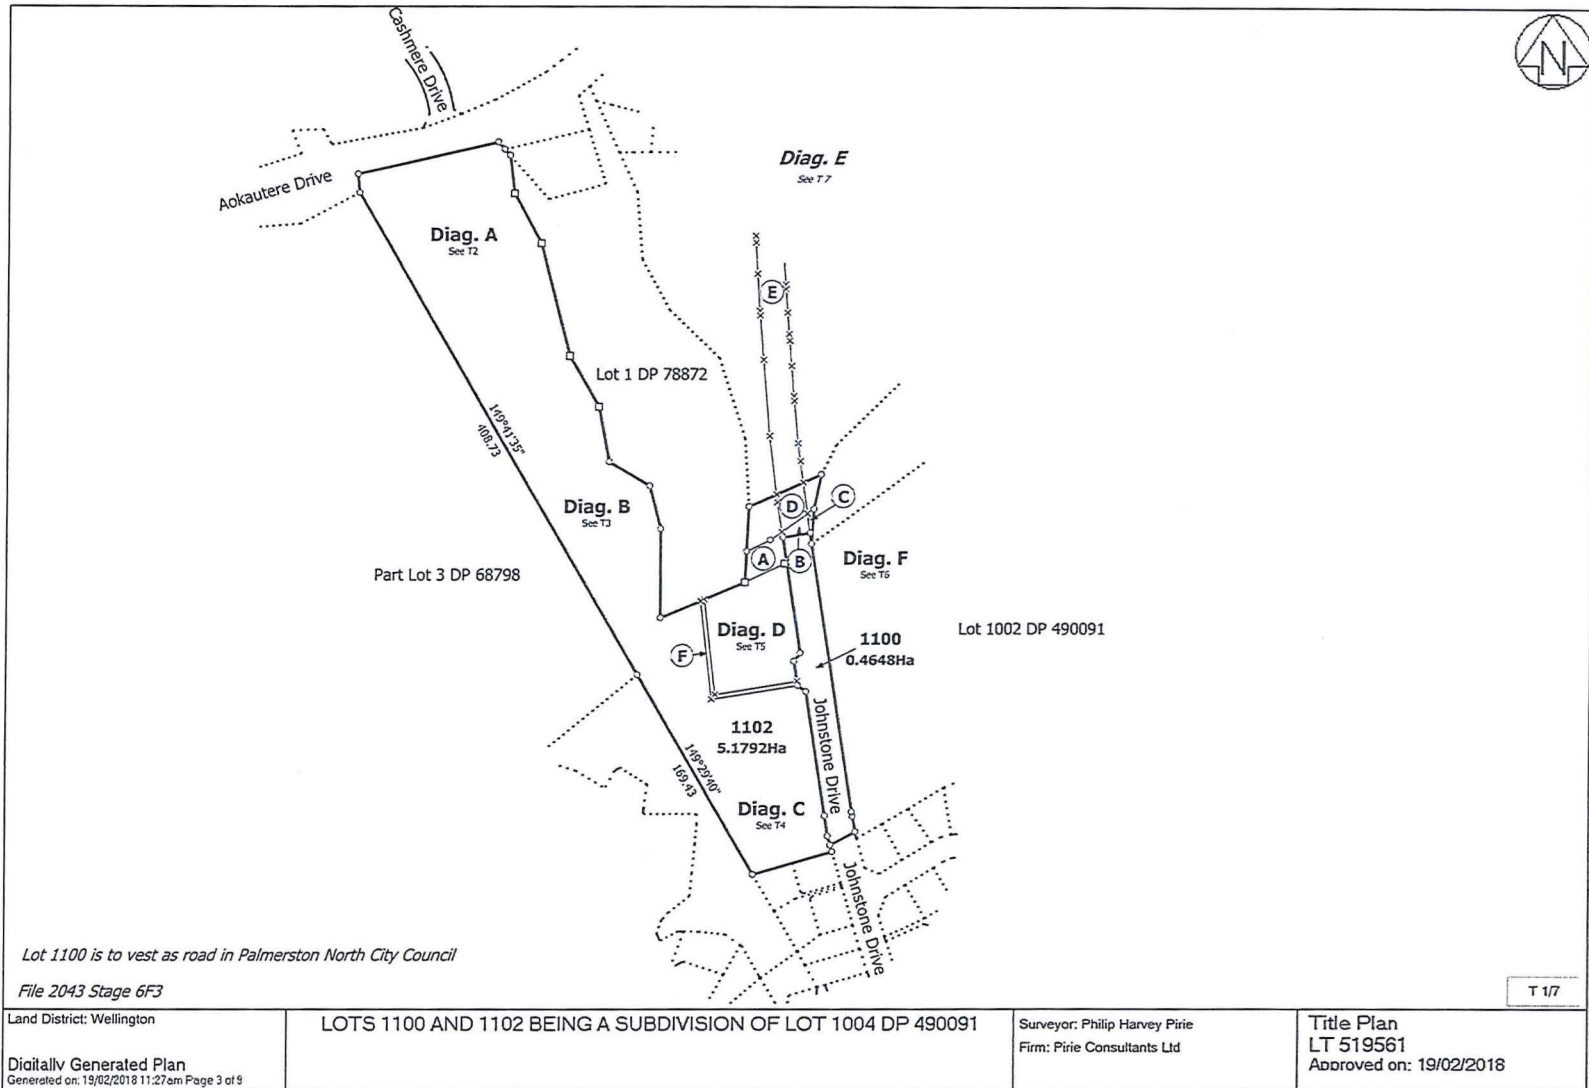 Cashmere Drive
N
Diag. E
See T7
Aokautere Drive
Diag. A
See T2
E
Lot 1 DP 78872
149°41'35"
408.73
Diag. B
See T3
D
C
A
B
Diag. F
See T6
Part Lot 3 DP 68798
Diag. D
See T5
F
1100
0.4648Ha
Lot 1002 DP 490091
Johnstone Drive
1102
5.1792Ha
149°29'40"
169.43
Diag. C
See T4
Johnstone Drive
Lot 1100 is to vest as road in Palmerston North City Council
File 2043 Stage 6F3
T 1/7
Land District: Wellington
Digitally Generated Plan
Generated on: 19/02/2018 11:27am Page 3 of 9
LOTS 1100 AND 1102 BEING A SUBDIVISION OF LOT 1004 DP 490091
Surveyor: Philip Harvey Pirie
Firm: Pirie Consultants Ltd
Title Plan
LT 519561
Approved on: 19/02/2018